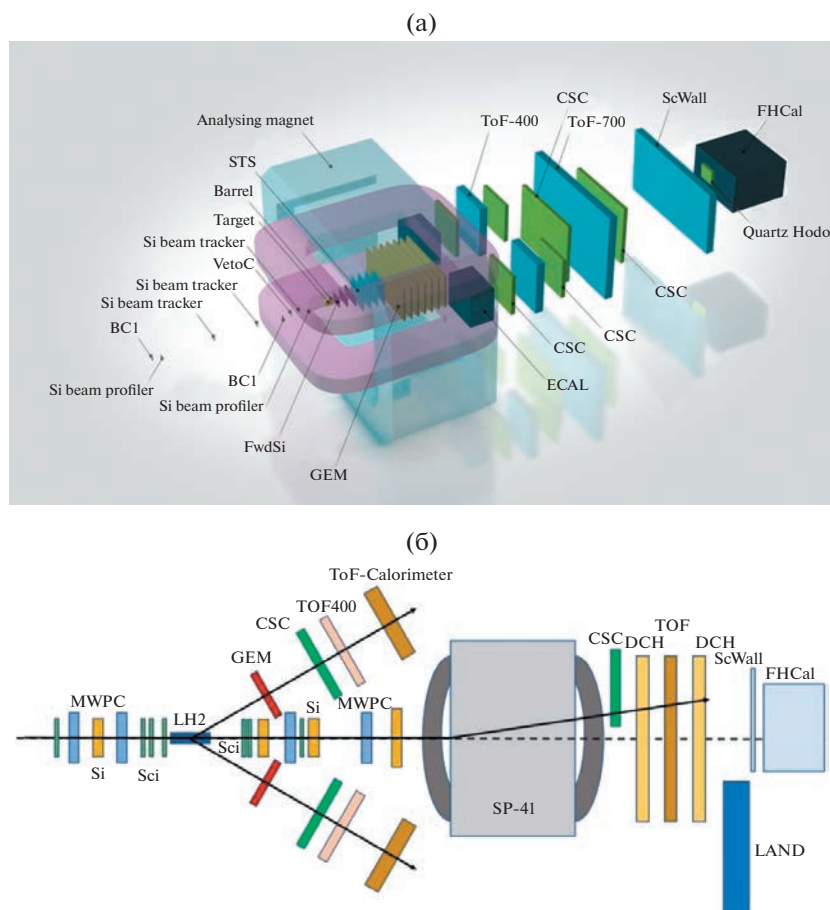 (а)
CSC
ScWall
ToF-400
ToF-700
FHCal
Analysing magnet
STS
Barrel
Target
Si beam tracker
VetoC
Si beam tracker
Si beam tracker
BC1
Si beam profiler
BC1
Si beam profiler
FwdSi
GEM
Quartz Hodo
CSC
CSC
CSC
ECAL
(б)
ToF-Calorimeter
TOF400
CSC
GEM
CSC
TOF
DCH
DCH
ScWall
FHCal
MWPC
LH2
Si
MWPC
Si
Sci
Sci
SP-41
LAND